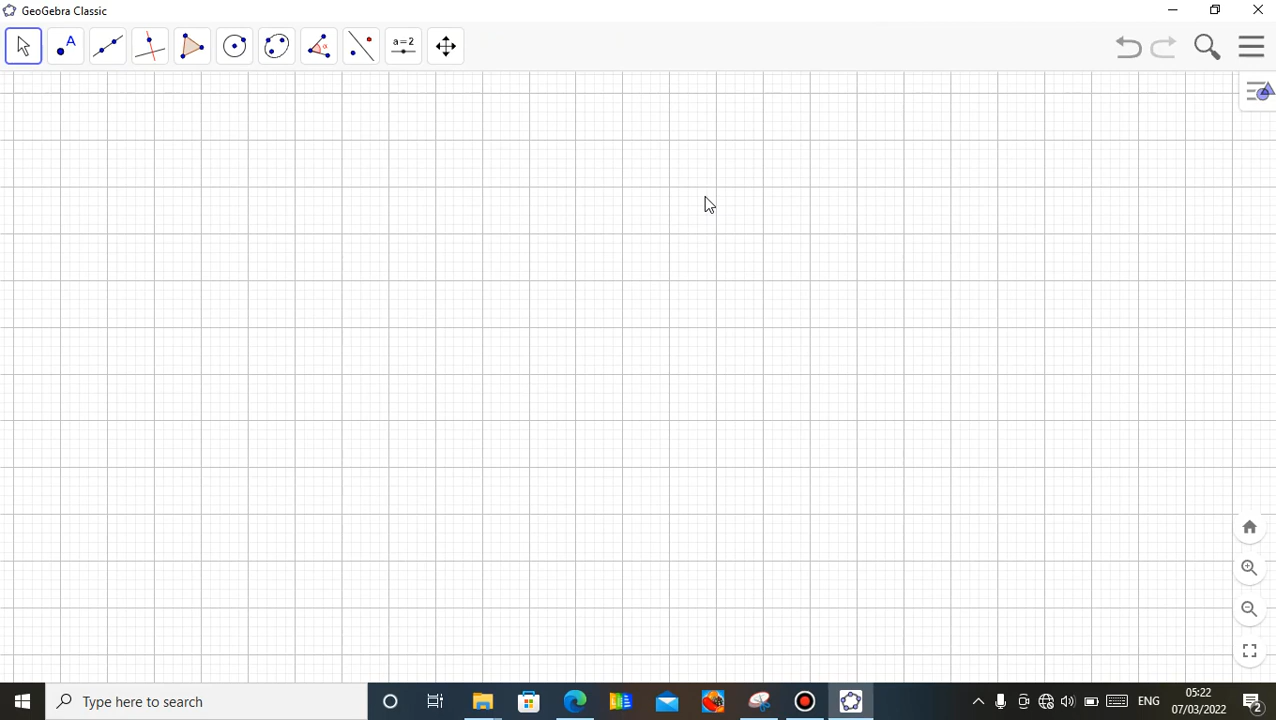 GeoGebra Classic
A
α
a=2
Type here to search
ENG
05:22
07/03/2022
2